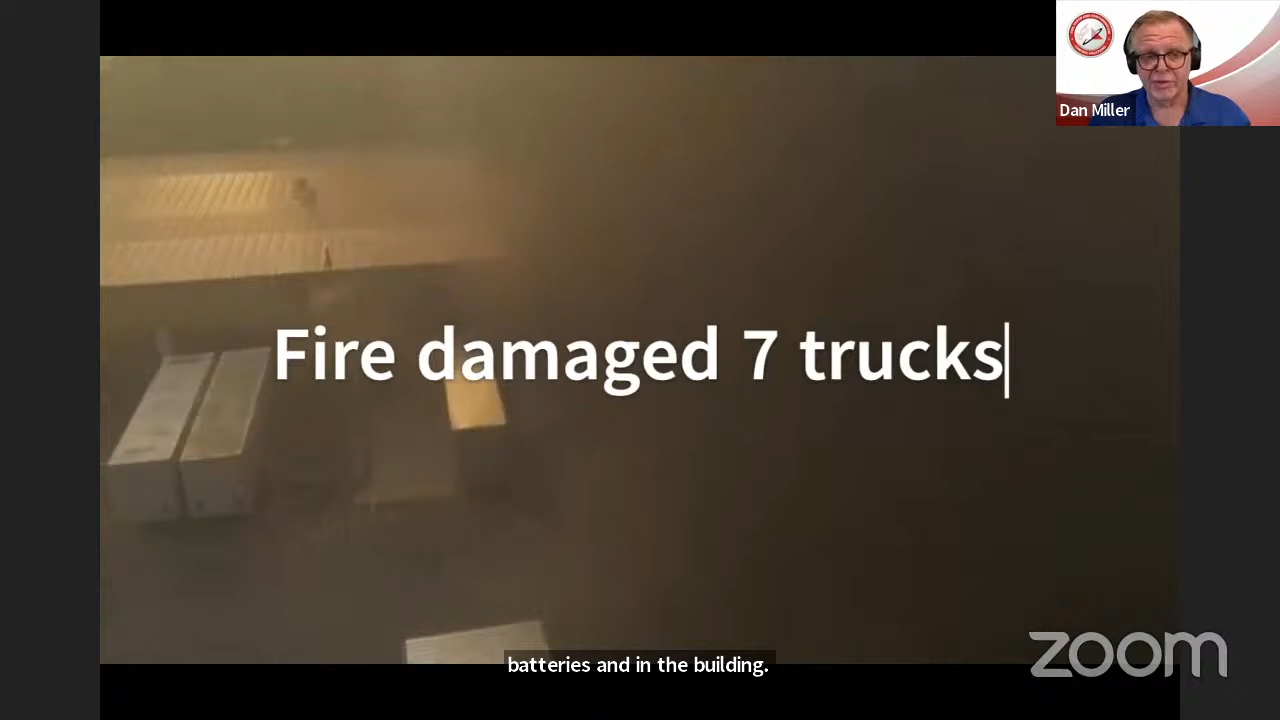 Dan Miller
Fire damaged 7 trucks
batteries and in the building.
zoom